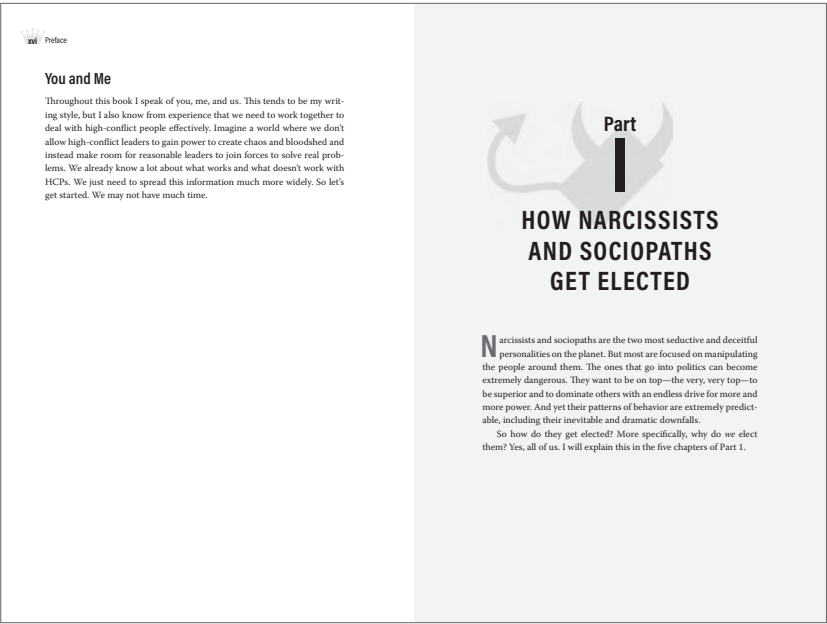 xvi Preface
You and Me
Throughout this book I speak of you, me, and us. This tends to be my writ-
ing style, but I also know from experience that we need to work together to
deal with high-conflict people effectively. Imagine a world where we don't
allow high-conflict leaders to gain power to create chaos and bloodshed and
instead make room for reasonable leaders to join forces to solve real prob-
lems. We already know a lot about what works and what doesn't work with
HCPs. We just need to spread this information much more widely. So let's
get started. We may not have much time.
Part
I
HOW NARCISSISTS
AND SOCIOPATHS
GET ELECTED
Narcissists and sociopaths are the two most seductive and deceitful
personalities on the planet. But most are focused on manipulating
the people around them. The ones that go into politics can become
extremely dangerous. They want to be on top—the very, very top—to
be superior and to dominate others with an endless drive for more and
more power. And yet their patterns of behavior are extremely predict-
able, including their inevitable and dramatic downfalls.
So how do they get elected? More specifically, why do we elect
them? Yes, all of us. I will explain this in the five chapters of Part 1.